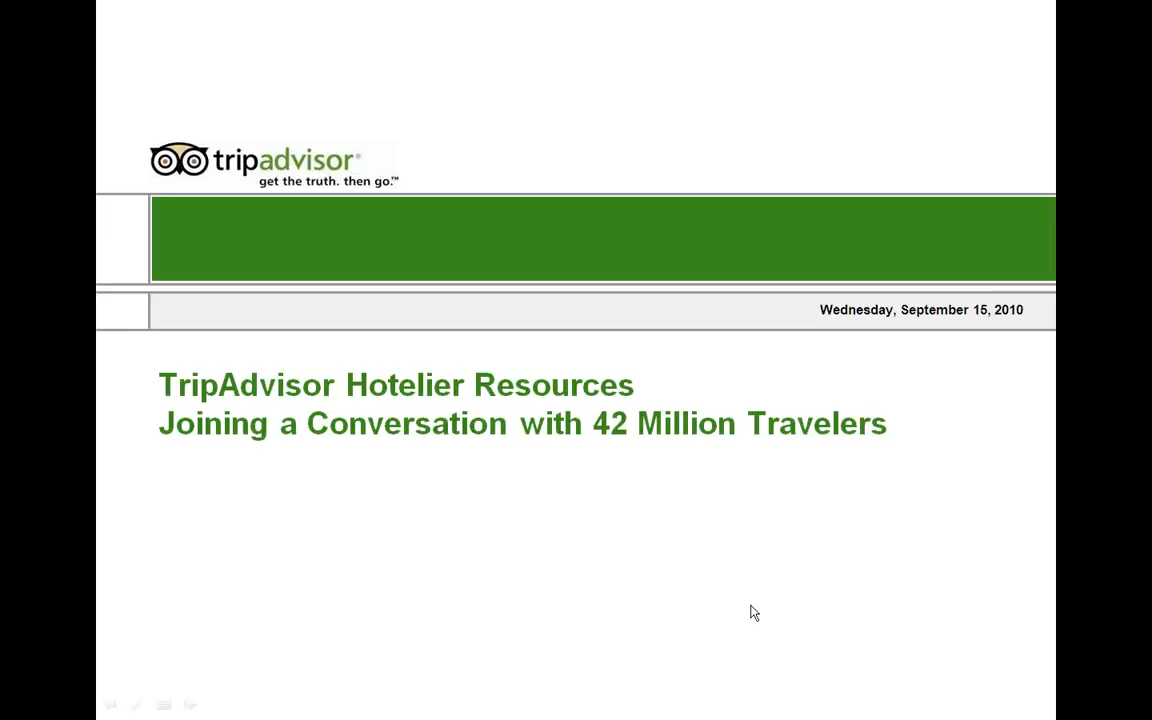 tripadvisor®
get the truth. then go.™
Wednesday, September 15, 2010
TripAdvisor Hotelier Resources
Joining a Conversation with 42 Million Travelers